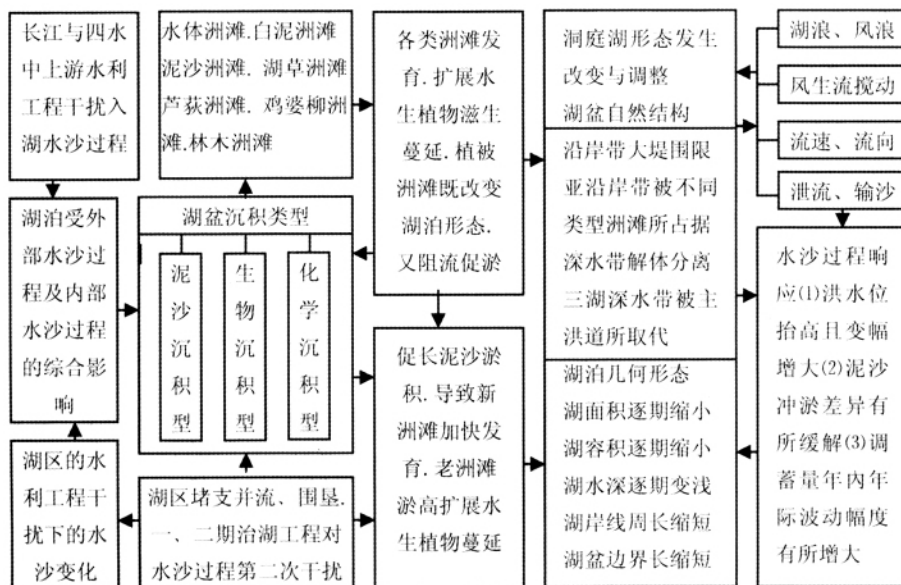 长江与四水
中上游水利
工程干扰入
湖水沙过程
水体洲滩.白泥洲滩
泥沙洲滩. 湖草洲滩
芦荻洲滩. 鸡婆柳洲
滩.林木洲滩
各类洲滩发
育. 扩展水
生植物滋生
蔓延. 植被
洲滩既改变
湖泊形态.
又阻流促淤
洞庭湖形态发生
改变与调整
湖盆自然结构
湖浪、风浪
风生流搅动
流速、流向
泄流、输沙
沿岸带大堤围限
亚沿岸带被不同
类型洲滩所占据
深水带解体分离
三湖深水带被主
洪道所取代
湖泊受外
部水沙过
程及内部
水沙过程
的综合影
响
湖盆沉积类型
泥沙沉积型
生物沉积型
化学沉积型
促长泥沙淤
积. 导致新
洲滩加快发
育. 老洲滩
淤高扩展水
生植物蔓延
湖泊几何形态
湖面积逐期缩小
湖容积逐期缩小
湖水深逐期变浅
湖岸线周长缩短
湖盆边界长缩短
水沙过程响
应⑴洪水位
抬高且变幅
增大⑵泥沙
冲淤差异有
所缓解⑶调
蓄量年内年
际波动幅度
有所增大
湖区的水
利工程干
扰下的水
沙变化
湖区堵支并流、围垦.
一、二期治湖工程对
水沙过程第二次干扰